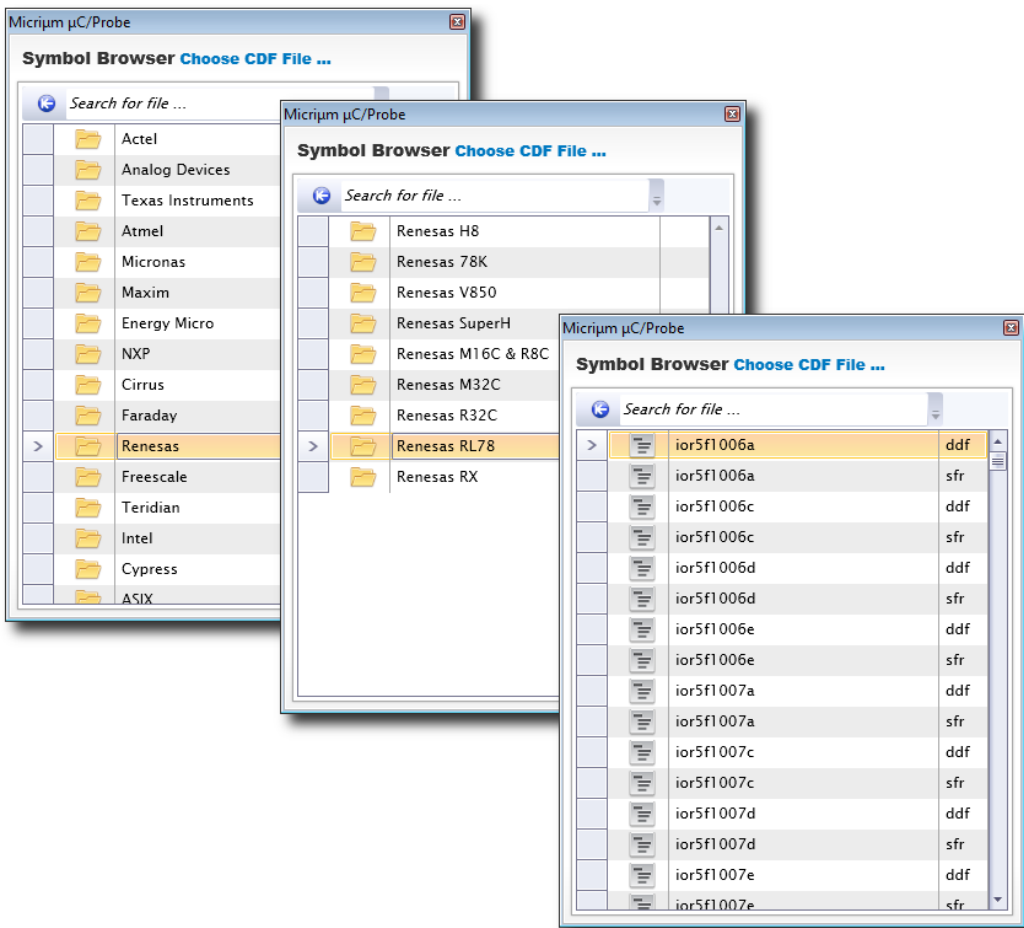 Micriµm µC/Probe
Symbol Browser Choose CDF File ...
Search for file ...
Actel
Analog Devices
Texas Instruments
Atmel
Micronas
Maxim
Energy Micro
NXP
Cirrus
Faraday
Renesas
Freescale
Teridian
Intel
Cypress
ASIX
Micriµm µC/Probe
Symbol Browser Choose CDF File ...
Search for file ...
Renesas H8
Renesas 78K
Renesas V850
Renesas SuperH
Renesas M16C & R8C
Renesas M32C
Renesas R32C
Renesas RL78
Renesas RX
Micriµm µC/Probe
Symbol Browser Choose CDF File ...
Search for file ...
ior5f1006a ddf
ior5f1006a sfr
ior5f1006c ddf
ior5f1006c sfr
ior5f1006d ddf
ior5f1006d sfr
ior5f1006e ddf
ior5f1006e sfr
ior5f1007a ddf
ior5f1007a sfr
ior5f1007c ddf
ior5f1007c sfr
ior5f1007d ddf
ior5f1007d sfr
ior5f1007e ddf
ior5f1007e sfr